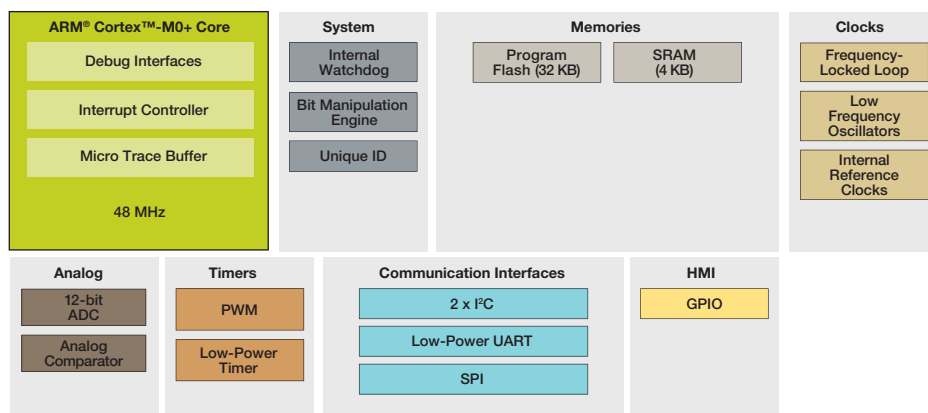 ARM® Cortex™-M0+ Core
Debug Interfaces
Interrupt Controller
Micro Trace Buffer
48 MHz
System
Internal
Watchdog
Bit Manipulation
Engine
Unique ID
Memories
Program
Flash (32 KB)
SRAM
(4 KB)
Clocks
Frequency-
Locked Loop
Low
Frequency
Oscillators
Internal
Reference
Clocks
Analog
12-bit
ADC
Analog
Comparator
Timers
PWM
Low-Power
Timer
Communication Interfaces
2 x I²C
Low-Power UART
SPI
HMI
GPIO